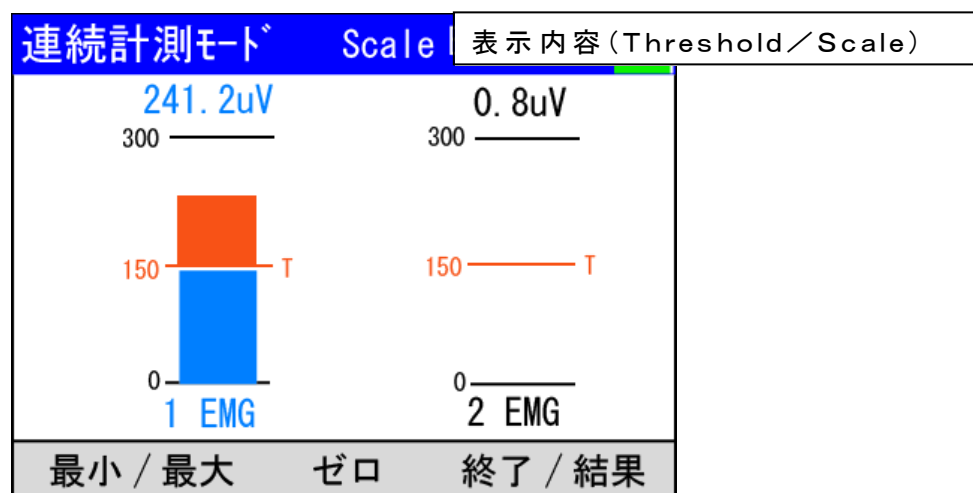 連続計測ﾓｰﾄﾞ Scale
表示内容(Threshold／Scale)
241.2uV 0.8uV
300 300
150 T 150 T
0 0
1 EMG 2 EMG
最小/最大 ゼロ 終了/結果